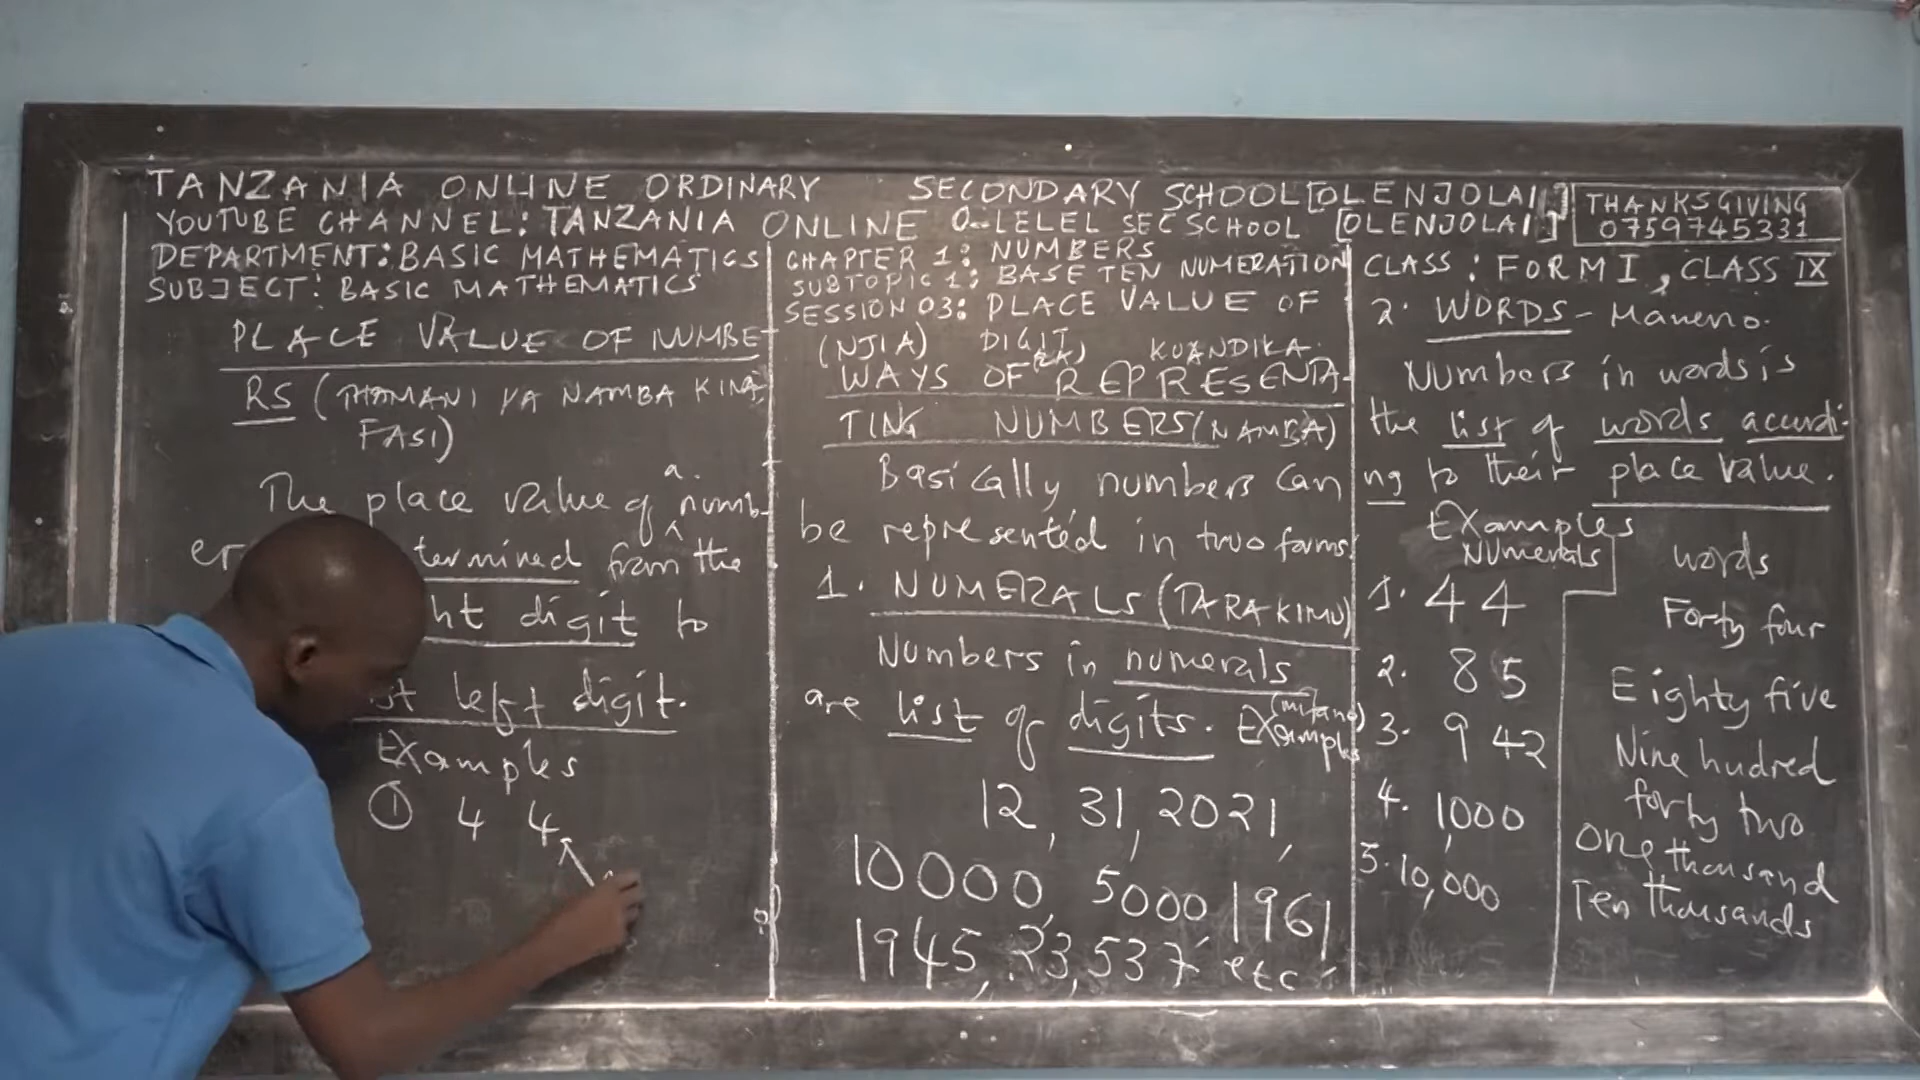 TANZANIA ONLINE ORDINARY SECONDARY SCHOOL [OLENJOLAI]
YOUTUBE CHANNEL: TANZANIA ONLINE O-LELEL SEC SCHOOL [OLENJOLAI]
THANKSGIVING
0759745331
DEPARTMENT: BASIC MATHEMATICS
SUBJECT: BASIC MATHEMATICS
PLACE VALUE OF NUMBE-
RS (THAMANI YA NAMBA KINA-
FASI)
a.
The place value of ^ numb-
er termined from the
ht digit to
st left digit.
Examples
① 4 4
CHAPTER 1: NUMBERS
SUBTOPIC 1: BASE TEN NUMERATION
SESSION 03: PLACE VALUE OF
(NJIA) DIGIT KUANDIKA.
WAYS OF REPRESENTA-
TING NUMBERS (NAMBA)
Basically numbers can
be represented in two forms.
1. NUMERALS (TARAKIMU)
Numbers in numerals
are list of digits. (mifano) Examples
12, 31, 2021,
10000, 5000, 1961
1945, 23,537 etc.
CLASS: FORM I, CLASS IX
2. WORDS - Maneno.
Numbers in words is
the list of words accordi-
ng to their place value.
Examples
Numerals words
1. 44 Forty four
2. 85 Eighty five
3. 942 Nine hudred
forty two
4. 1,000 One thousand
5. 10,000 Ten thousands